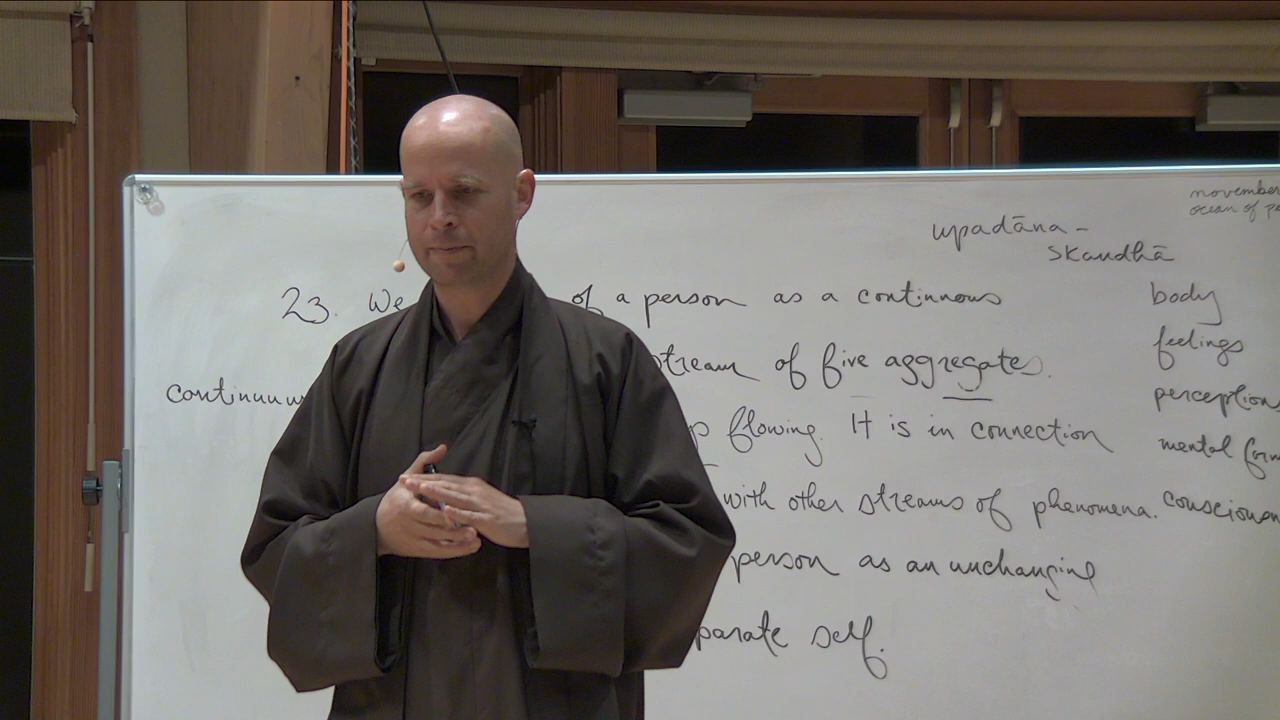 november
ocean of
upadāna -
skandhā
23. We of a person as a continuous
body
stream of five aggregates.
feelings
continuum
perception
flowing. It is in connection
mental form
with other streams of phenomena.
consciousn
person as an unchanging
parate self.